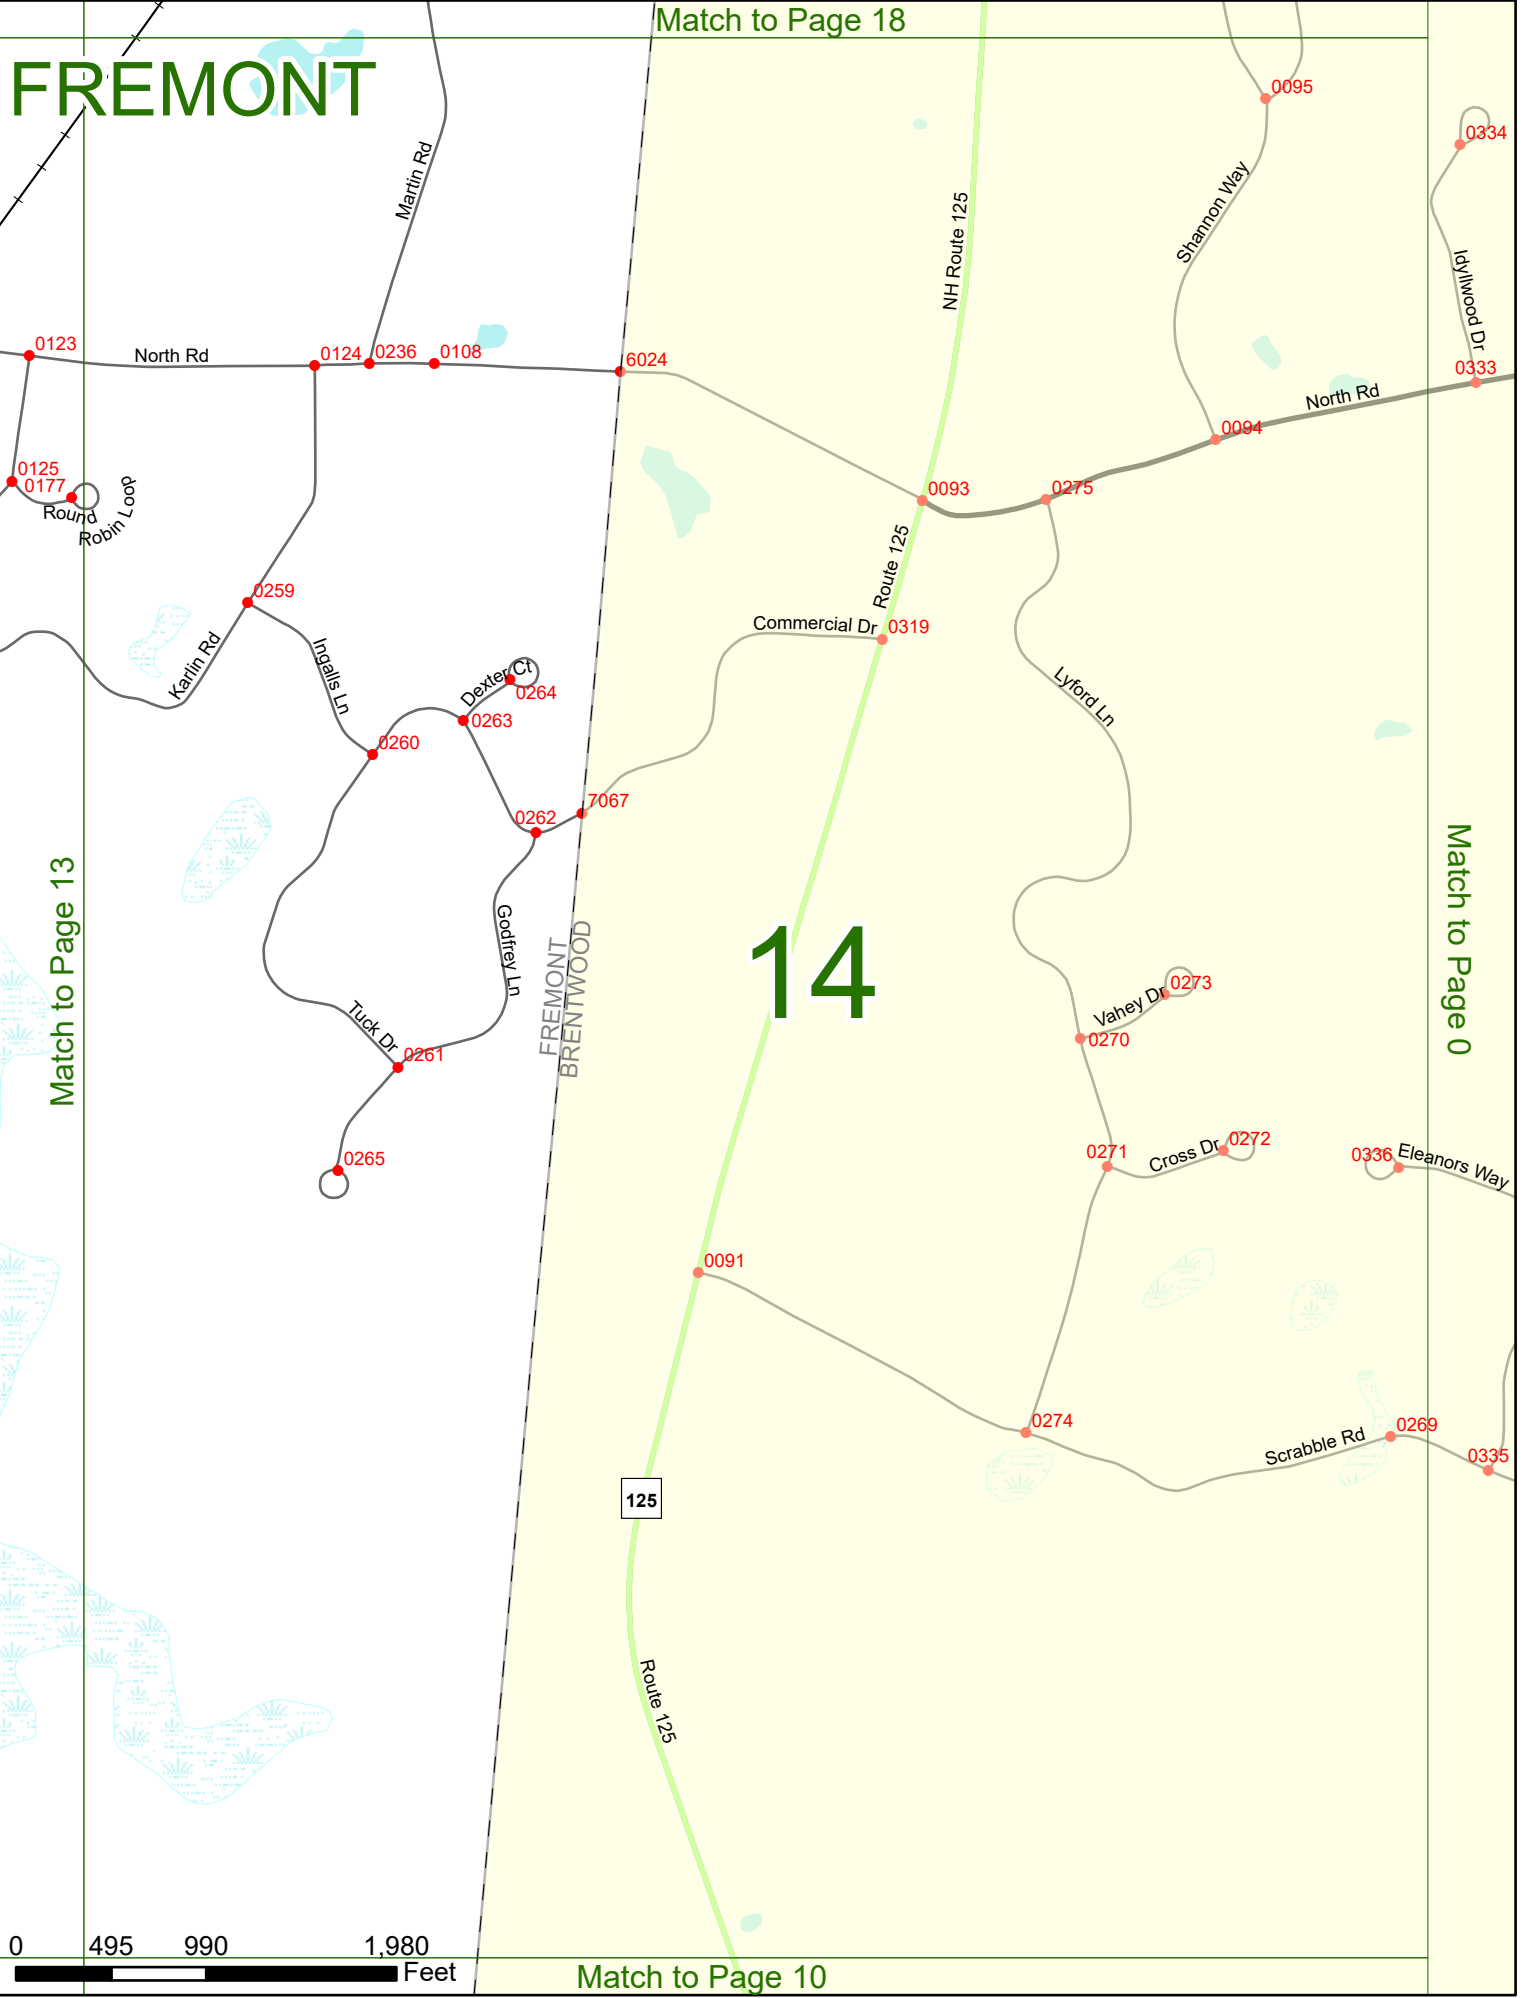 Match to Page 18
FREMONT
0095
0334
Martin Rd
Shannon Way
NH Route 125
Idyllwood Dr
0123
North Rd
0124
0236
0108
6024
0333
North Rd
0094
0125
0177
Round
Robin Loop
0093
0275
Route 125
0259
Commercial Dr
0319
Karlin Rd
Ingalls Ln
Dexter Ct
0264
0263
Lyford Ln
0260
7067
0262
Match to Page 13
Match to Page 0
Godfrey Ln
FREMONT
BRENTWOOD
14
0273
Vahey Dr
0270
Tuck Dr
0261
0271
Cross Dr
0272
0336
Eleanors Way
0265
0091
0274
Scrabble Rd
0269
0335
125
Route 125
0 495 990 1,980
Feet
Match to Page 10